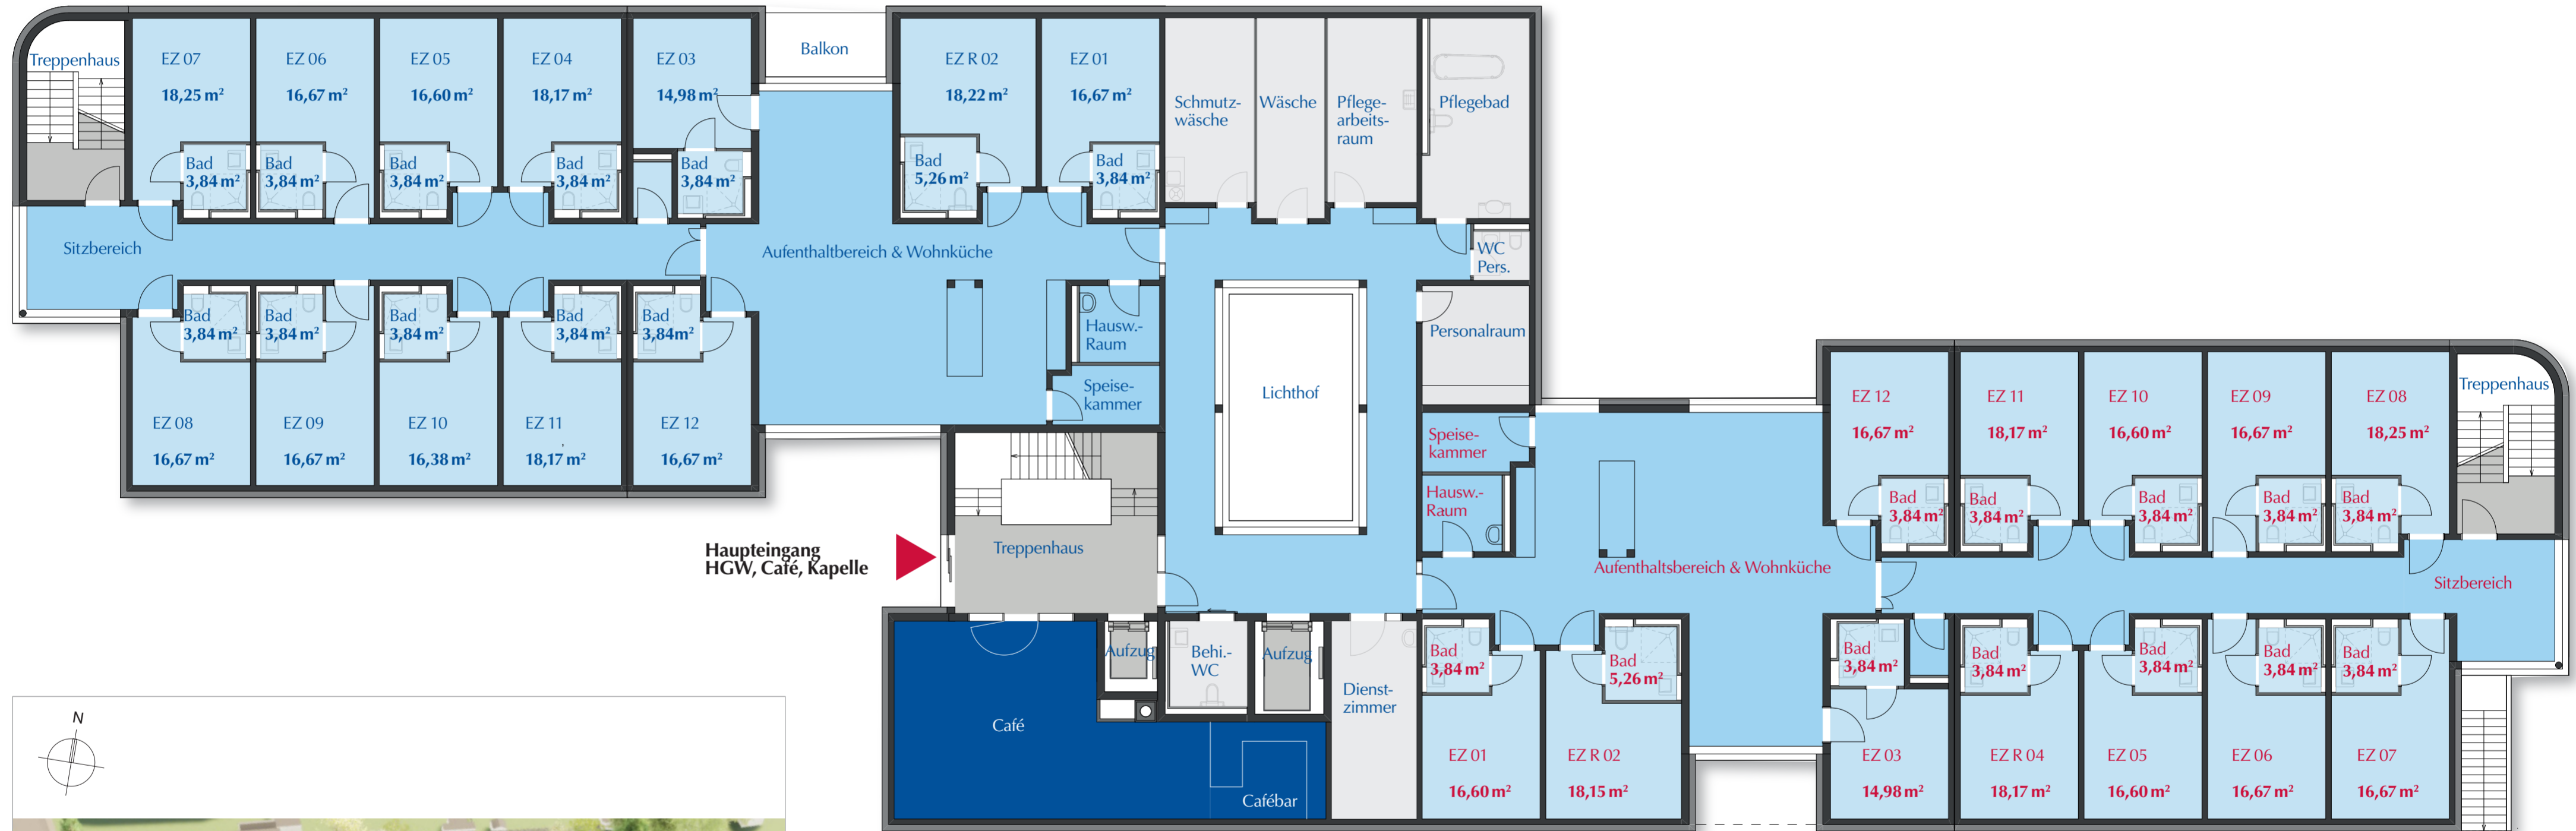 Treppenhaus
EZ 07
18,25 m²
Bad
3,84 m²
EZ 06
16,67 m²
Bad
3,84 m²
EZ 05
16,60 m²
Bad
3,84 m²
EZ 04
18,17 m²
Bad
3,84 m²
EZ 03
14,98 m²
Bad
3,84 m²
Balkon
EZ R 02
18,22 m²
Bad
5,26 m²
EZ 01
16,67 m²
Bad
3,84 m²
Schmutz-
wäsche
Wäsche
Pflege-
arbeits-
raum
Pflegebad
Sitzbereich
Aufenthaltbereich & Wohnküche
WC
Pers.
Bad
3,84 m²
EZ 08
16,67 m²
Bad
3,84 m²
EZ 09
16,67 m²
Bad
3,84 m²
EZ 10
16,38 m²
Bad
3,84 m²
EZ 11
18,17 m²
Bad
3,84 m²
EZ 12
16,67 m²
Hausw.-
Raum
Speise-
kammer
Lichthof
Personalraum
Speise-
kammer
Hausw.-
Raum
EZ 12
16,67 m²
Bad
3,84 m²
EZ 11
18,17 m²
Bad
3,84 m²
EZ 10
16,60 m²
Bad
3,84 m²
EZ 09
16,67 m²
Bad
3,84 m²
EZ 08
18,25 m²
Bad
3,84 m²
Treppenhaus
Haupteingang
HGW, Café, Kapelle
Treppenhaus
Aufenthaltsbereich & Wohnküche
Sitzbereich
Aufzug
Behi.-
WC
Aufzug
Dienst-
zimmer
Café
Cafébar
Bad
3,84 m²
EZ 01
16,60 m²
Bad
5,26 m²
EZ R 02
18,15 m²
Bad
3,84 m²
EZ 03
14,98 m²
Bad
3,84 m²
EZ R 04
18,17 m²
Bad
3,84 m²
EZ 05
16,60 m²
Bad
3,84 m²
EZ 06
16,67 m²
Bad
3,84 m²
EZ 07
16,67 m²
N